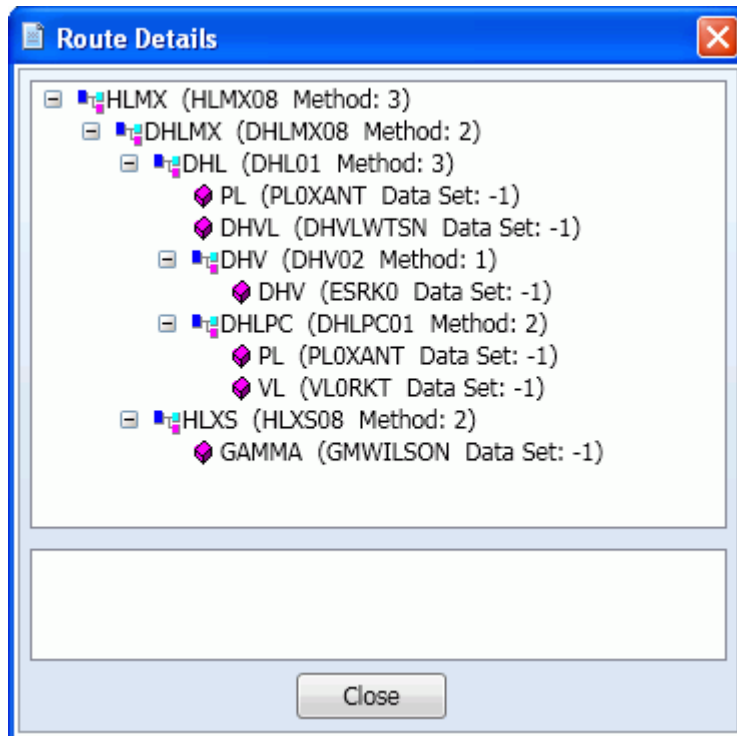 Route Details
HLMX (HLMX08 Method: 3)
DHLMX (DHLMX08 Method: 2)
DHL (DHL01 Method: 3)
PL (PL0XANT Data Set: -1)
DHVL (DHVLWTSN Data Set: -1)
DHV (DHV02 Method: 1)
DHV (ESRK0 Data Set: -1)
DHLPC (DHLPC01 Method: 2)
PL (PL0XANT Data Set: -1)
VL (VL0RKT Data Set: -1)
HLXS (HLXS08 Method: 2)
GAMMA (GMWILSON Data Set: -1)
Close